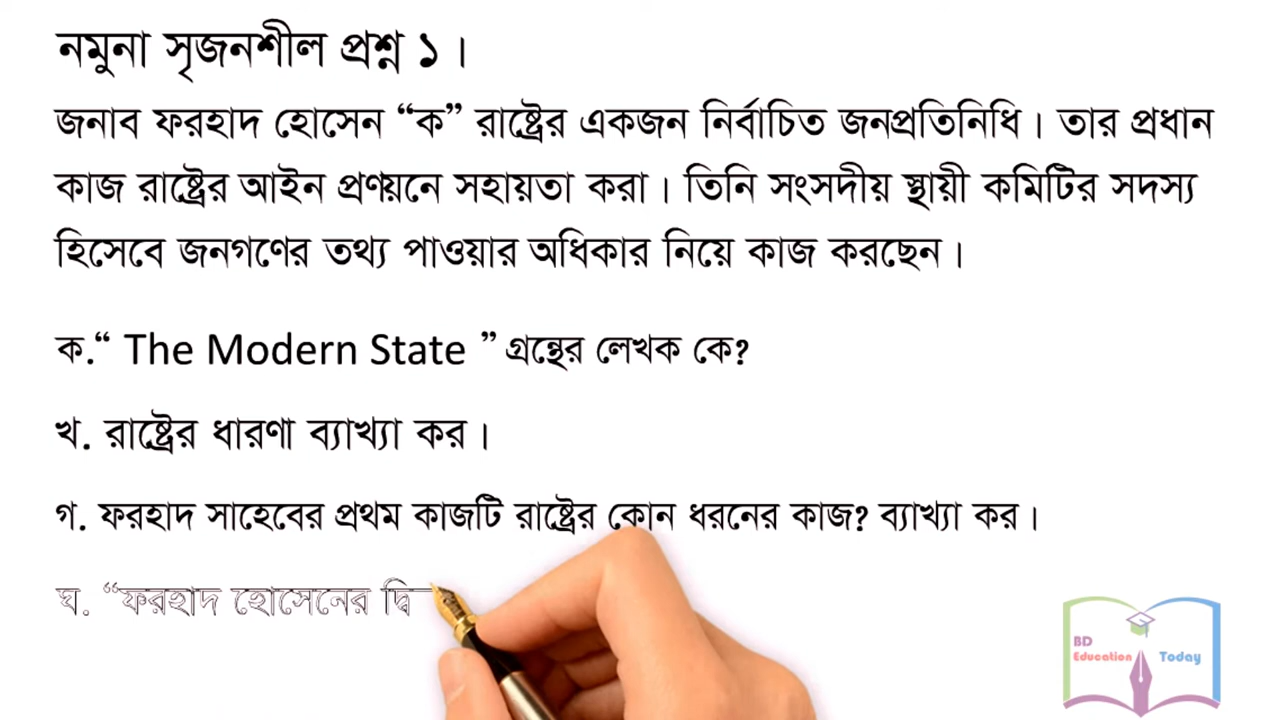 নমুনা সৃজনশীল প্রশ্ন ১।
জনাব ফরহাদ হোসেন “ক” রাষ্ট্রের একজন নির্বাচিত জনপ্রতিনিধি। তার প্রধান
কাজ রাষ্ট্রের আইন প্রণয়নে সহায়তা করা। তিনি সংসদীয় স্থায়ী কমিটির সদস্য
হিসেবে জনগণের তথ্য পাওয়ার অধিকার নিয়ে কাজ করছেন।
ক.“ The Modern State ” গ্রন্থের লেখক কে?
খ. রাষ্ট্রের ধারণা ব্যাখ্যা কর।
গ. ফরহাদ সাহেবের প্রথম কাজটি রাষ্ট্রের কোন ধরনের কাজ? ব্যাখ্যা কর।
ঘ. “ফরহাদ হোসেনের দ্বি
BD
Education Today